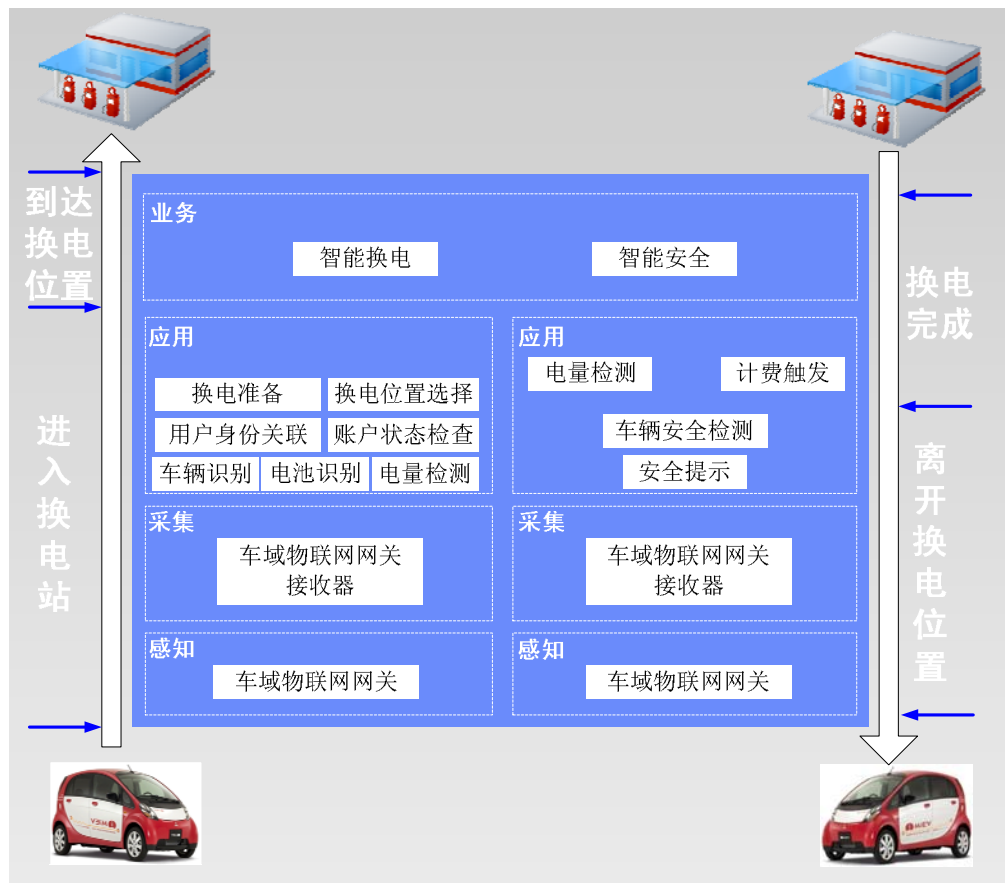 到达
换电
位置
进
入
换
电
站
业务
智能换电
智能安全
应用
换电准备
换电位置选择
用户身份关联
账户状态检查
车辆识别
电池识别
电量检测
采集
车域物联网网关
接收器
感知
车域物联网网关
应用
电量检测
计费触发
车辆安全检测
安全提示
采集
车域物联网网关
接收器
感知
车域物联网网关
换电
完成
离
开
换
电
位
置